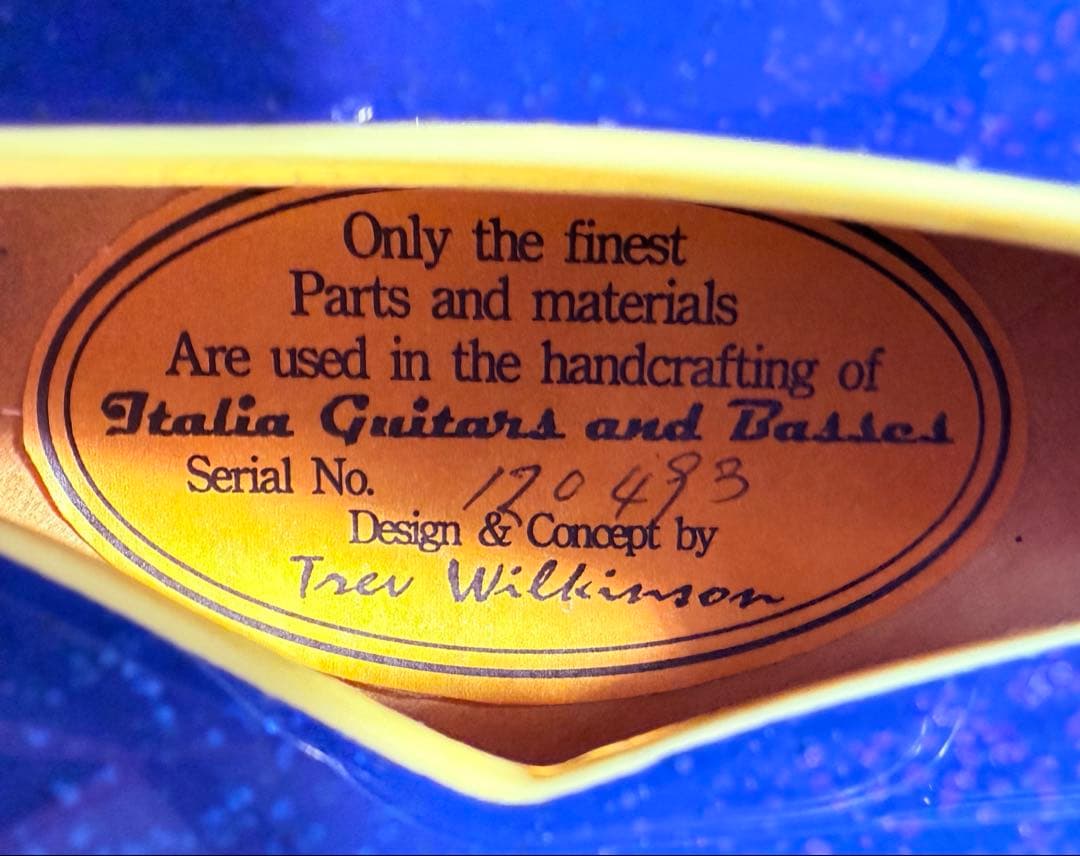 Only the finest
Parts and materials
Are used in the handcrafting of
Italia Guitars and Basses
Serial No. 120493
Design & Concept by
Trev Wilkinson